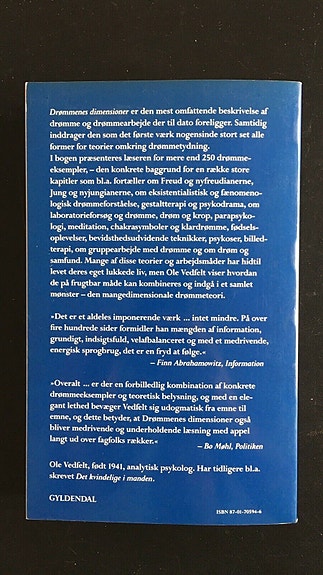 Drømmenes dimensioner er den mest omfattende beskrivelse af
drømme og drømmearbejde der til dato foreligger. Samtidig
inddrager den som det første værk nogensinde stort set alle
former for teorier omkring drømmetydning.
I bogen præsenteres læseren for mere end 250 drømme-
eksempler, – den konkrete baggrund for en række store
kapitler som bl.a. fortæller om Freud og nyfreudianerne,
Jung og nyjungianerne, om eksistentialistisk og fænomeno-
logisk drømmeforståelse, gestaltterapi og psykodrama, om
laboratorieforsøg og drømme, drøm og krop, parapsyko-
logi, meditation, chakrasymboler og klardrømme, fødsels-
oplevelser, bevidsthedsudvidende teknikker, psykoser, billed-
terapi, om gruppearbejde med drømme og om drøm og
samfund. Mange af disse teorier og arbejdsmåder har hidtil
levet deres eget lukkede liv, men Ole Vedfelt viser hvordan
de på frugtbar måde kan kombineres og indgå i et samlet
mønster – den mangedimensionale drømmeteori.
»Det er et aldeles imponerende værk ... intet mindre. På over
fire hundrede sider formidler han mængden af information,
grundigt, indsigtsfuld, velafbalanceret og med et medrivende,
energisk sprogbrug, det er en fryd at følge.«
– Finn Abrahamowitz, Information
»Overalt ... er der en forbilledlig kombination af konkrete
drømmeeksempler og teoretisk belysning, og med en ele-
gant lethed bevæger Vedfelt sig udogmatisk fra emne til
emne, og dette betyder, at Drømmenes dimensioner også
bliver medrivende og underholdende læsning med appel
langt ud over fagfolks rækker.«
– Bo Møhl, Politiken
Ole Vedfelt, født 1941, analytisk psykolog. Har tidligere bl.a.
skrevet Det kvindelige i manden.
GYLDENDAL
ISBN 87-01-70594-6